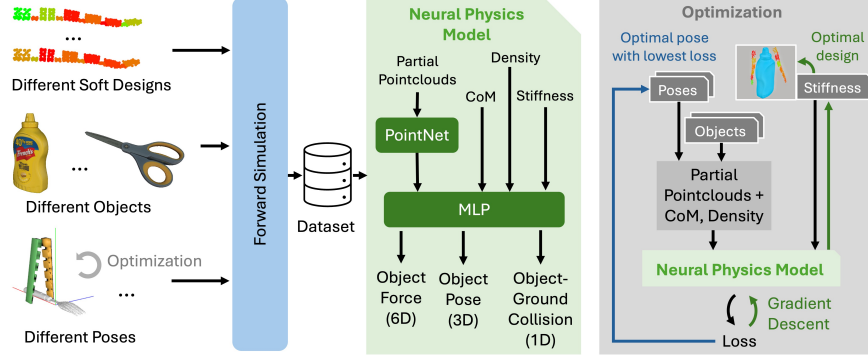 ...
Different Soft Designs
French's
...
Different Objects
Optimization
...
Different Poses
Forward Simulation
Dataset
Neural Physics
Model
Partial
Pointclouds
Density
CoM
Stiffness
PointNet
MLP
Object
Force
(6D)
Object
Pose
(3D)
Object-
Ground
Collision
(1D)
Optimization
Optimal pose
with lowest loss
Optimal
design
Poses
Stiffness
Objects
Partial
Pointclouds +
CoM, Density
Neural Physics Model
Gradient
Descent
Loss